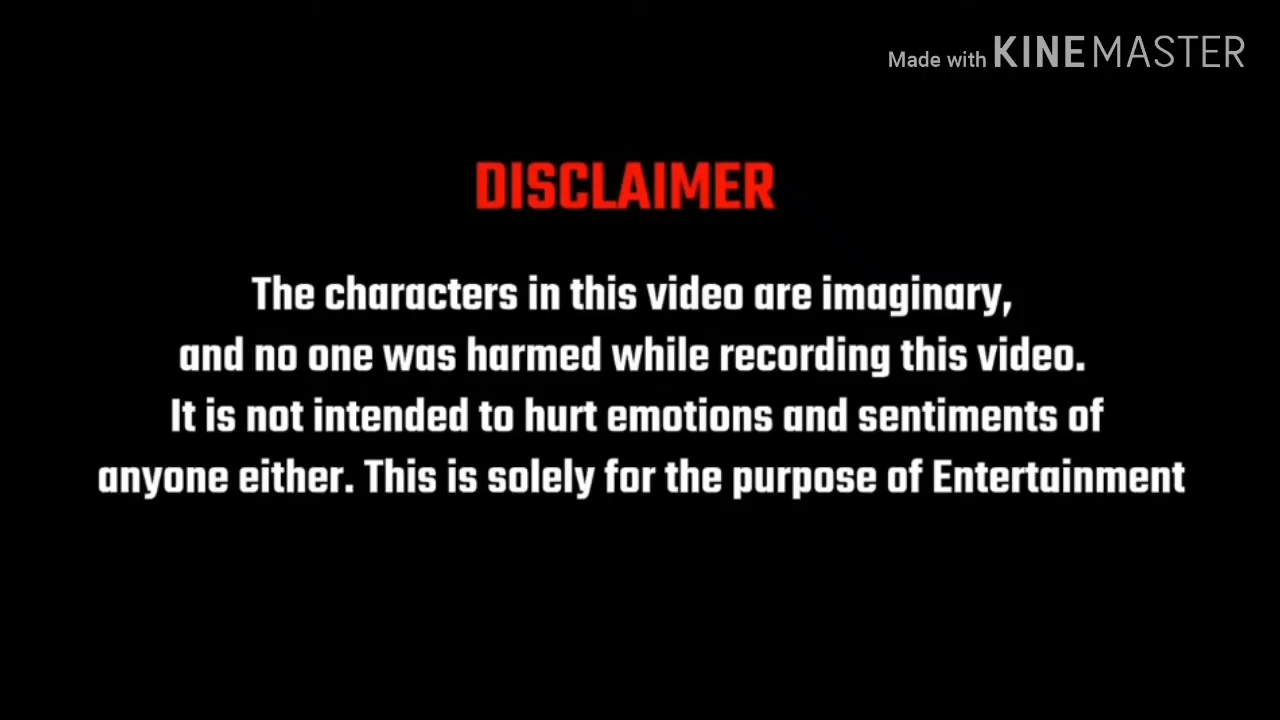 Made with KINEMASTER
DISCLAIMER
The characters in this video are imaginary,
and no one was harmed while recording this video.
It is not intended to hurt emotions and sentiments of
anyone either. This is solely for the purpose of Entertainment